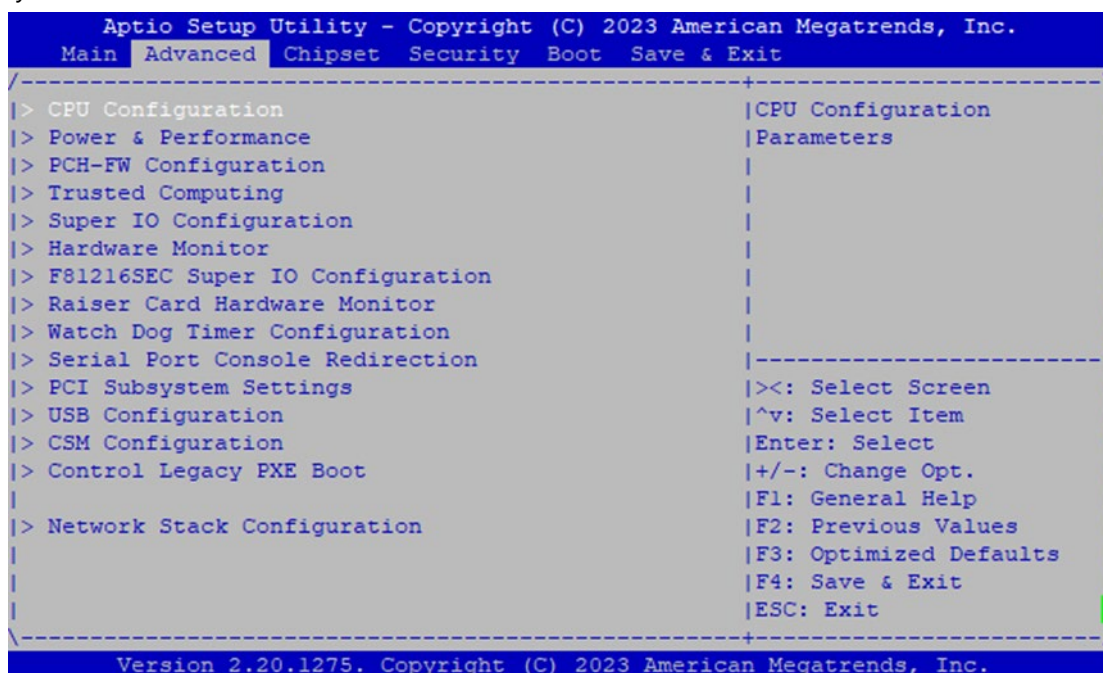 Aptio Setup Utility - Copyright (C) 2023 American Megatrends, Inc.
Main Advanced Chipset Security Boot Save & Exit
/----------------------------------------------------+-------------------------
|> CPU Configuration |CPU Configuration
|> Power & Performance |Parameters
|> PCH-FW Configuration |
|> Trusted Computing |
|> Super IO Configuration |
|> Hardware Monitor |
|> F81216SEC Super IO Configuration |
|> Raiser Card Hardware Monitor |
|> Watch Dog Timer Configuration |
|> Serial Port Console Redirection |-------------------------
|> PCI Subsystem Settings |><: Select Screen
|> USB Configuration |^v: Select Item
|> CSM Configuration |Enter: Select
|> Control Legacy PXE Boot |+/-: Change Opt.
| |F1: General Help
|> Network Stack Configuration |F2: Previous Values
| |F3: Optimized Defaults
| |F4: Save & Exit
| |ESC: Exit
\----------------------------------------------------+-------------------------
Version 2.20.1275. Copyright (C) 2023 American Megatrends, Inc.